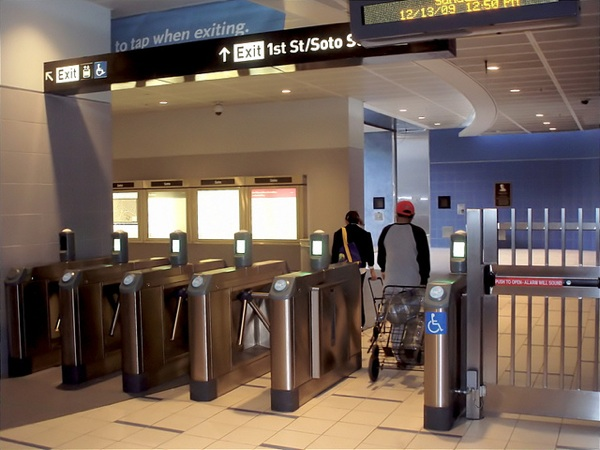 to tap when exiting.
12/13/09 12:50 PM
Exit
Exit 1st St/Soto
PUSH TO OPEN - ALARM WILL SOUND